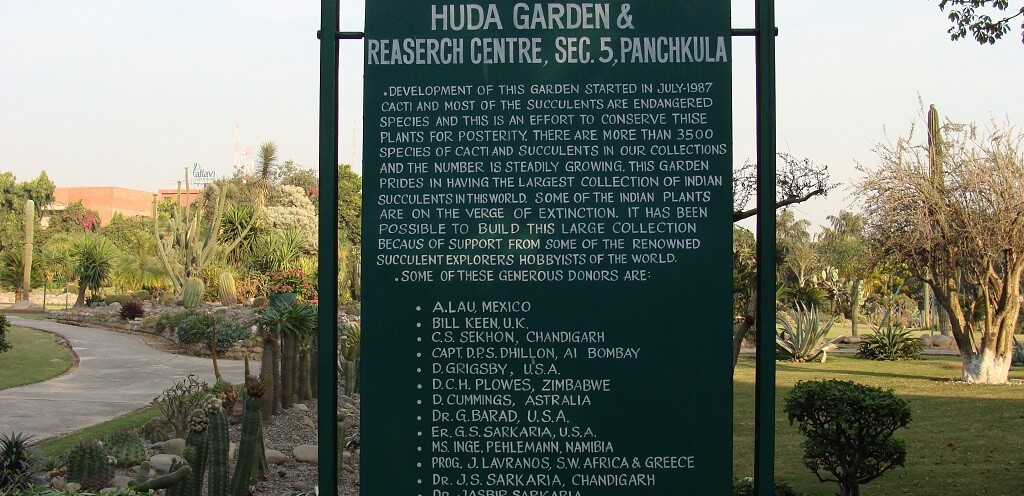 HUDA GARDEN &
REASERCH CENTRE, SEC. 5, PANCHKULA
. DEVELOPMENT OF THIS GARDEN STARTED IN JULY-1987
CACTI AND MOST OF THE SUCCULENTS ARE ENDANGERED
SPECIES AND THIS IS AN EFFORT TO CONSERVE THISE
PLANTS FOR POSTERITY. THERE ARE MORE THAN 3500
SPECIES OF CACTI AND SUCCULENTS IN OUR COLLECTIONS
AND THE NUMBER IS STEADILY GROWING. THIS GARDEN
PRIDES IN HAVING THE LARGEST COLLECTION OF INDIAN
SUCCULENTS IN THIS WORLD. SOME OF THE INDIAN PLANTS
ARE ON THE VERGE OF EXTINCTION. IT HAS BEEN
POSSIBLE TO BUILD THIS LARGE COLLECTION
BECAUS OF SUPPORT FROM SOME OF THE RENOWNED
SUCCULENT EXPLORERS HOBBYISTS OF THE WORLD.
. SOME OF THESE GENEROUS DONORS ARE:
• A. LAU, MEXICO
• BILL KEEN, U.K.
• C.S. SEKHON, CHANDIGARH
• CAPT. D.P.S. DHILLON, AI BOMBAY
• D. GRIGSBY, U.S.A.
• D.C.H. PLOWES, ZIMBABWE
• D. CUMMINGS, ASTRALIA
• Dr. G. BARAD, U.S.A.
• Er. G.S. SARKARIA, U.S.A.
• MS. INGE. PEHLEMANN, NAMIBIA
• PROG. J. LAVRANOS, S.W. AFRICA & GREECE
• Dr. J.S. SARKARIA, CHANDIGARH
Dr. JASBIR SARKARIA
Pallavi